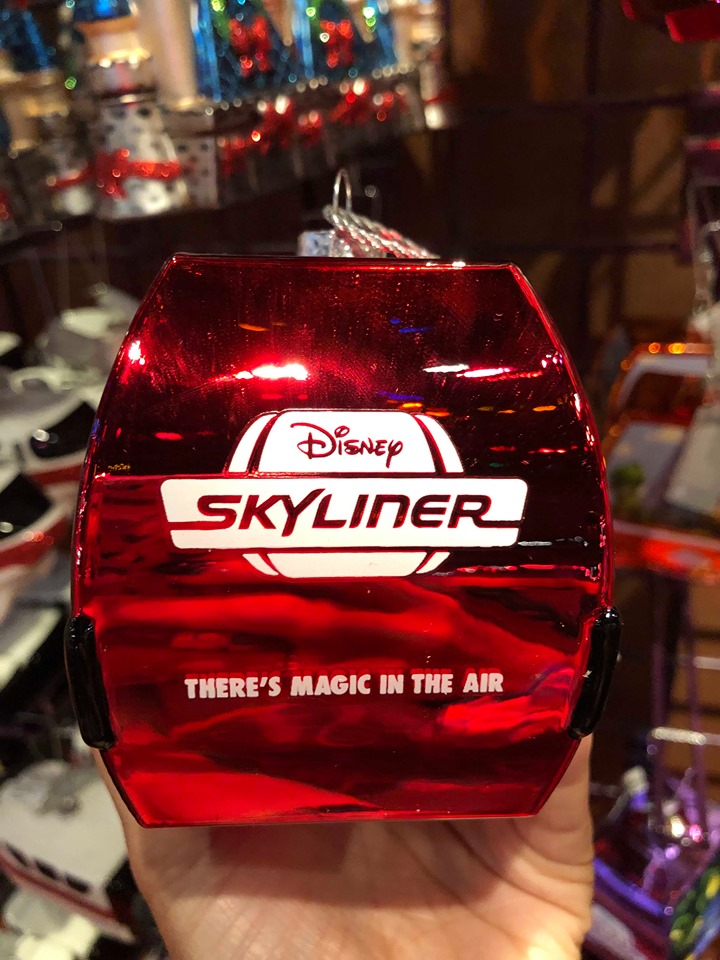 Disney
SKYLINER
THERE'S MAGIC IN THE AIR